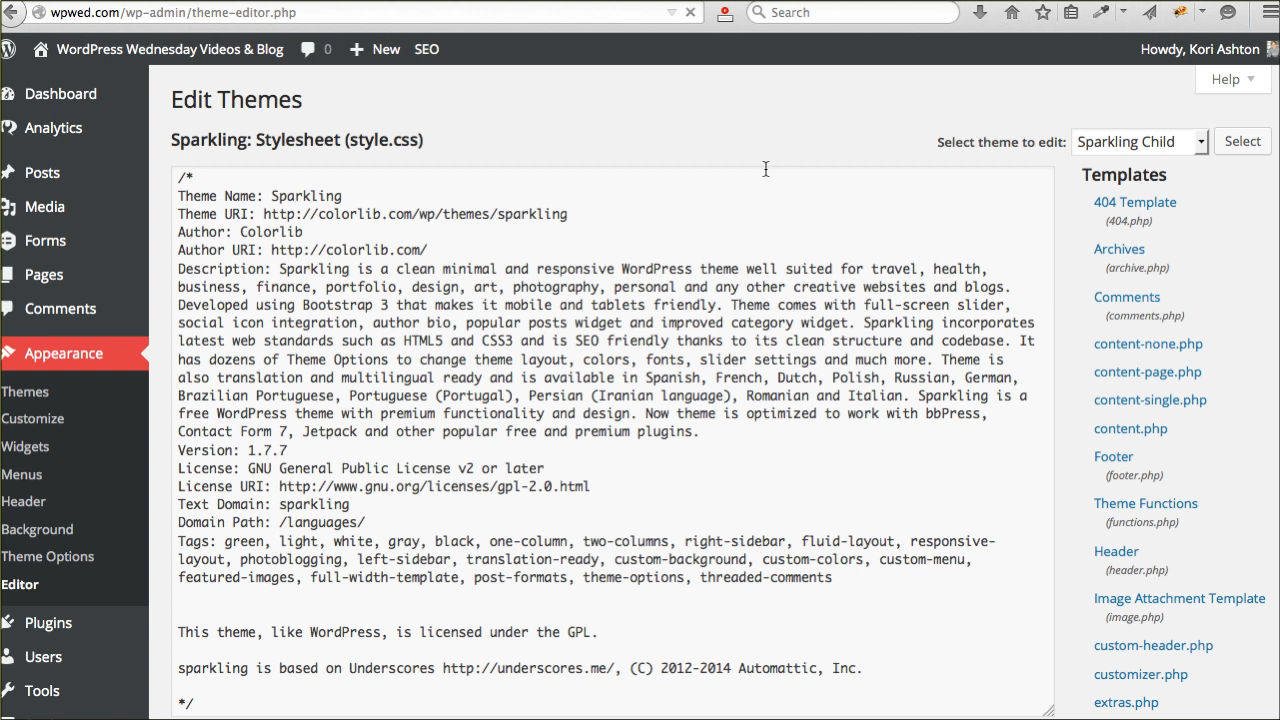 wpwed.com/wp-admin/theme-editor.php
Search
WordPress Wednesday Videos & Blog
0
New
SEO
Howdy, Kori Ashton
Dashboard
Analytics
Posts
Media
Forms
Pages
Comments
Appearance
Themes
Customize
Widgets
Menus
Header
Background
Theme Options
Editor
Plugins
Users
Tools
Help
Edit Themes
Sparkling: Stylesheet (style.css)
Select theme to edit:
Sparkling Child
Select
/*
Theme Name: Sparkling
Theme URI: http://colorlib.com/wp/themes/sparkling
Author: Colorlib
Author URI: http://colorlib.com/
Description: Sparkling is a clean minimal and responsive WordPress theme well suited for travel, health,
business, finance, portfolio, design, art, photography, personal and any other creative websites and blogs.
Developed using Bootstrap 3 that makes it mobile and tablets friendly. Theme comes with full-screen slider,
social icon integration, author bio, popular posts widget and improved category widget. Sparkling incorporates
latest web standards such as HTML5 and CSS3 and is SEO friendly thanks to its clean structure and codebase. It
has dozens of Theme Options to change theme layout, colors, fonts, slider settings and much more. Theme is
also translation and multilingual ready and is available in Spanish, French, Dutch, Polish, Russian, German,
Brazilian Portuguese, Portuguese (Portugal), Persian (Iranian language), Romanian and Italian. Sparkling is a
free WordPress theme with premium functionality and design. Now theme is optimized to work with bbPress,
Contact Form 7, Jetpack and other popular free and premium plugins.
Version: 1.7.7
License: GNU General Public License v2 or later
License URI: http://www.gnu.org/licenses/gpl-2.0.html
Text Domain: sparkling
Domain Path: /languages/
Tags: green, light, white, gray, black, one-column, two-columns, right-sidebar, fluid-layout, responsive-
layout, photoblogging, left-sidebar, translation-ready, custom-background, custom-colors, custom-menu,
featured-images, full-width-template, post-formats, theme-options, threaded-comments
This theme, like WordPress, is licensed under the GPL.
sparkling is based on Underscores http://underscores.me/, (C) 2012-2014 Automattic, Inc.
*/
Templates
404 Template
(404.php)
Archives
(archive.php)
Comments
(comments.php)
content-none.php
content-page.php
content-single.php
content.php
Footer
(footer.php)
Theme Functions
(functions.php)
Header
(header.php)
Image Attachment Template
(image.php)
custom-header.php
customizer.php
extras.php